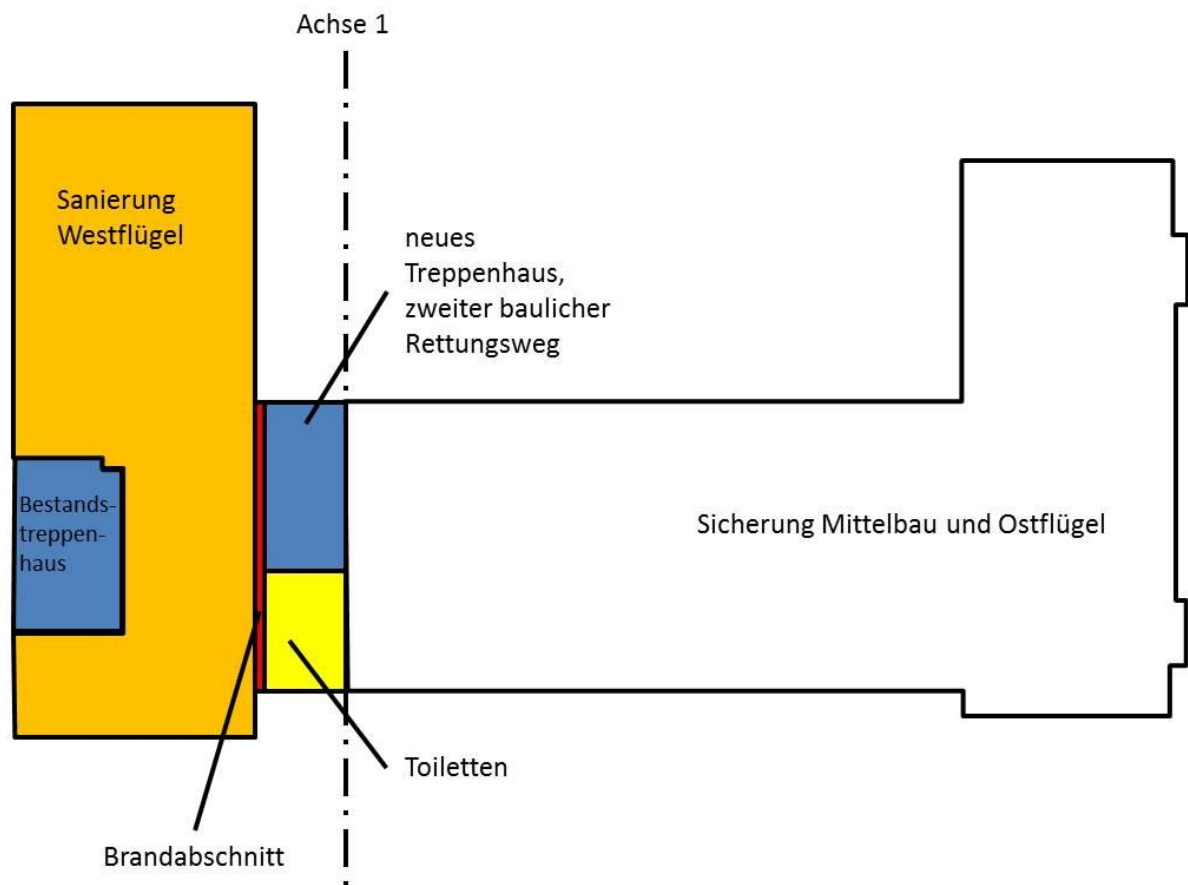 Achse 1
Sanierung
Westflügel
neues
Treppenhaus,
zweiter baulicher
Rettungsweg
Bestands-
treppen-
haus
Sicherung Mittelbau und Ostflügel
Toiletten
Brandabschnitt